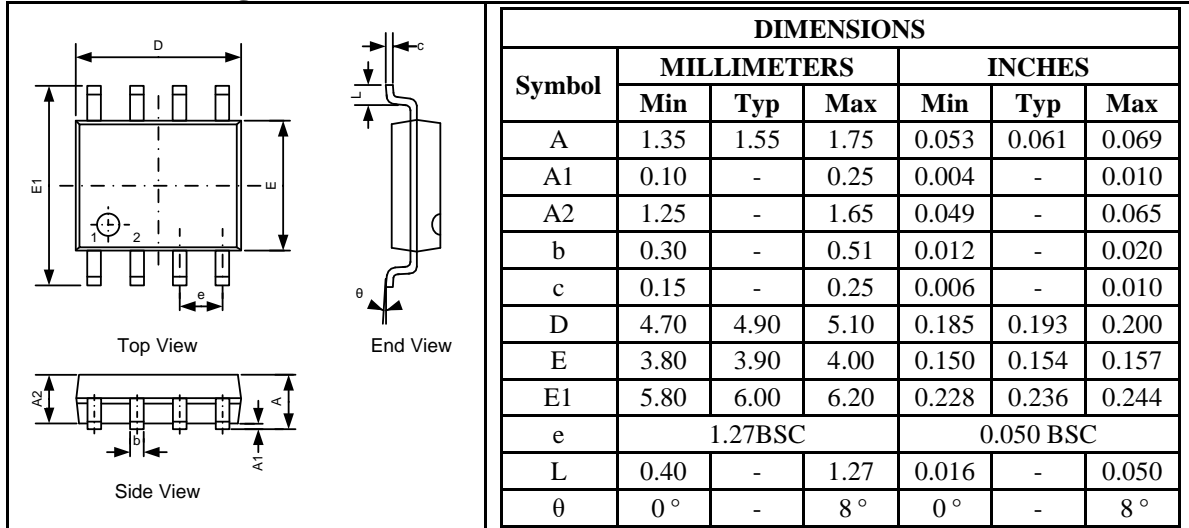 D
E1
E
1 2
e
Top View
c
L
θ
End View
A2
A
b
A1
Side View
DIMENSIONS
Symbol MILLIMETERS INCHES
Min Typ Max Min Typ Max
A 1.35 1.55 1.75 0.053 0.061 0.069
A1 0.10 - 0.25 0.004 - 0.010
A2 1.25 - 1.65 0.049 - 0.065
b 0.30 - 0.51 0.012 - 0.020
c 0.15 - 0.25 0.006 - 0.010
D 4.70 4.90 5.10 0.185 0.193 0.200
E 3.80 3.90 4.00 0.150 0.154 0.157
E1 5.80 6.00 6.20 0.228 0.236 0.244
e 1.27BSC 0.050 BSC
L 0.40 - 1.27 0.016 - 0.050
θ 0 ° - 8 ° 0 ° - 8 °